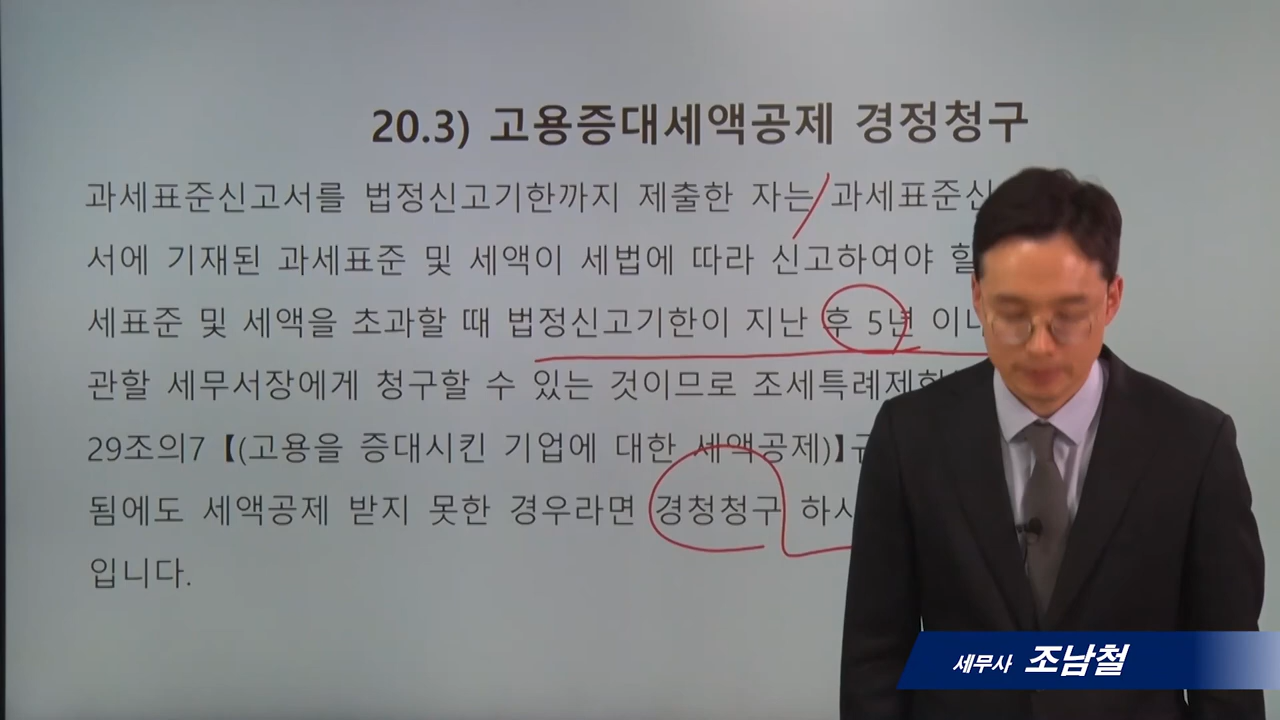 20.3) 고용증대세액공제 경정청구
과세표준신고서를 법정신고기한까지 제출한 자는 과세표준신
서에 기재된 과세표준 및 세액이 세법에 따라 신고하여야 할
세표준 및 세액을 초과할 때 법정신고기한이 지난 후 5년 이내
관할 세무서장에게 청구할 수 있는 것이므로 조세특례제한
29조의7 【(고용을 증대시킨 기업에 대한 세액공제)】
됨에도 세액공제 받지 못한 경우라면 경청청구 하시
입니다.
세무사 조남철